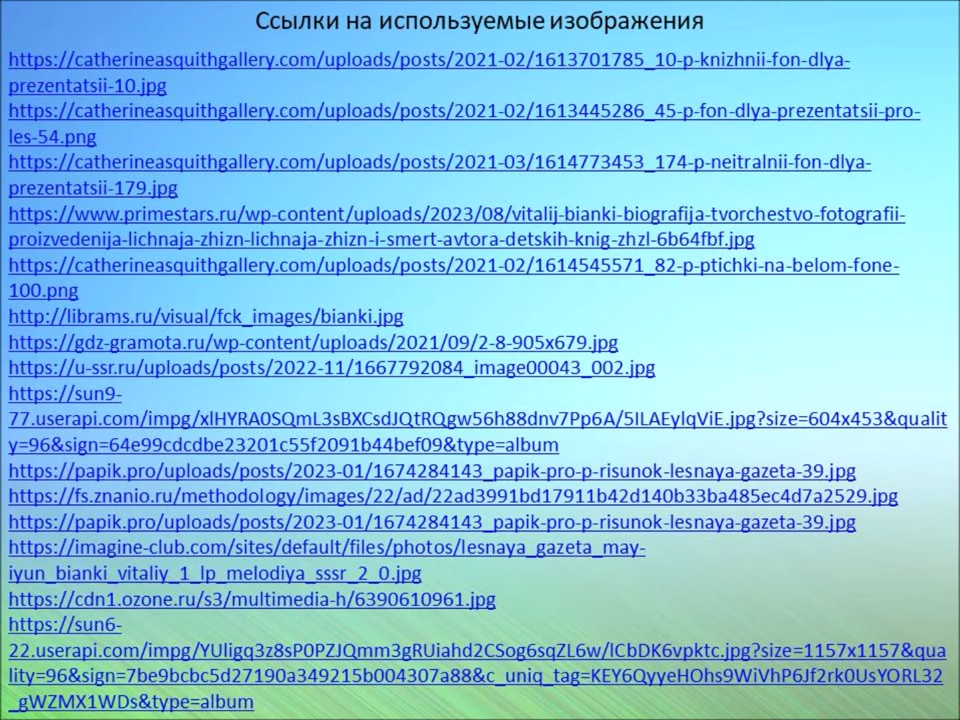 Ссылки на используемые изображения
https://catherineasquithgallery.com/uploads/posts/2021-02/1613701785_10-p-knizhnii-fon-dlya-
prezentatsii-10.jpg
https://catherineasquithgallery.com/uploads/posts/2021-02/1613445286_45-p-fon-dlya-prezentatsii-pro-
les-54.png
https://catherineasquithgallery.com/uploads/posts/2021-03/1614773453_174-p-neitralnii-fon-dlya-
prezentatsii-179.jpg
https://www.primestars.ru/wp-content/uploads/2023/08/vitalij-bianki-biografija-tvorchestvo-fotografii-
proizvedenija-lichnaja-zhizn-lichnaja-zhizn-i-smert-avtora-detskih-knig-zhzl-6b64fbf.jpg
https://catherineasquithgallery.com/uploads/posts/2021-02/1614545571_82-p-ptichki-na-belom-fone-
100.png
http://librams.ru/visual/fck_images/bianki.jpg
https://gdz-gramota.ru/wp-content/uploads/2021/09/2-8-905x679.jpg
https://u-ssr.ru/uploads/posts/2022-11/1667792084_image00043_002.jpg
https://sun9-
77.userapi.com/impg/xlHYRA0SQmL3sBXCsdJQtRQgw56h88dnv7Pp6A/5ILAEylqViE.jpg?size=604x453&qualit
y=96&sign=64e99cdcdbe23201c55f2091b44bef09&type=album
https://papik.pro/uploads/posts/2023-01/1674284143_papik-pro-p-risunok-lesnaya-gazeta-39.jpg
https://fs.znanio.ru/methodology/images/22/ad/22ad3991bd17911b42d140b33ba485ec4d7a2529.jpg
https://papik.pro/uploads/posts/2023-01/1674284143_papik-pro-p-risunok-lesnaya-gazeta-39.jpg
https://imagine-club.com/sites/default/files/photos/lesnaya_gazeta_may-
iyun_bianki_vitaliy_1_lp_melodiya_sssr_2_0.jpg
https://cdn1.ozone.ru/s3/multimedia-h/6390610961.jpg
https://sun6-
22.userapi.com/impg/YUligq3z8sP0PZJQmm3gRUiahd2CSog6sqZL6w/lCbDK6vpktc.jpg?size=1157x1157&qua
lity=96&sign=7be9bcbc5d27190a349215b004307a88&c_uniq_tag=KEY6QyyeHOhs9WiVhP6Jf2rk0UsYORL32
_gWZMX1WDs&type=album